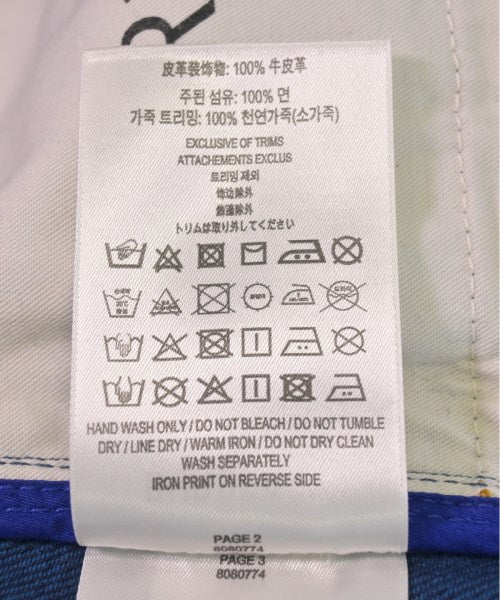 R
皮革装饰物: 100% 牛皮革
주된 섬유: 100% 면
가죽 트리밍: 100% 천연가죽(소가죽)
EXCLUSIVE OF TRIMS
ATTACHEMENTS EXCLUS
트리밍 제외
饰边除外
飾邊除外
トリムは取り外してください
HAND WASH ONLY / DO NOT BLEACH / DO NOT TUMBLE
DRY / LINE DRY / WARM IRON / DO NOT DRY CLEAN
WASH SEPARATELY
IRON PRINT ON REVERSE SIDE
PAGE 2
8080774
PAGE 3
8080774